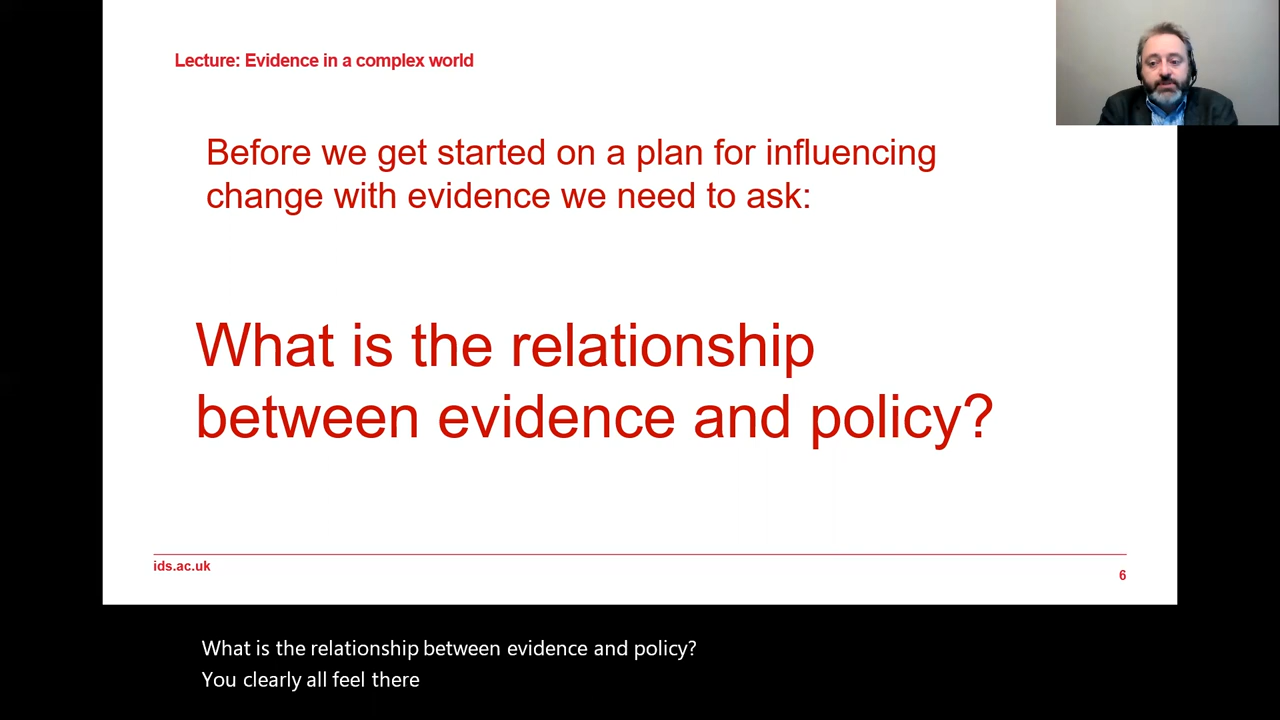 Lecture: Evidence in a complex world
Before we get started on a plan for influencing
change with evidence we need to ask:
What is the relationship
between evidence and policy?
ids.ac.uk
6
What is the relationship between evidence and policy?
You clearly all feel there